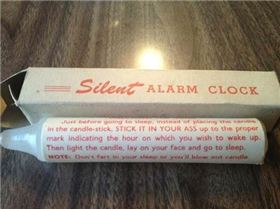 Silent ALARM CLOCK
Just before going to sleep, instead of placing the candle
in the candle-stick, STICK IT IN YOUR ASS up to the proper
mark indicating the hour on which you wish to wake up.
Then light the candle, lay on your face and go to sleep.
NOTE: Don't fart in your sleep or you'll blow out candle